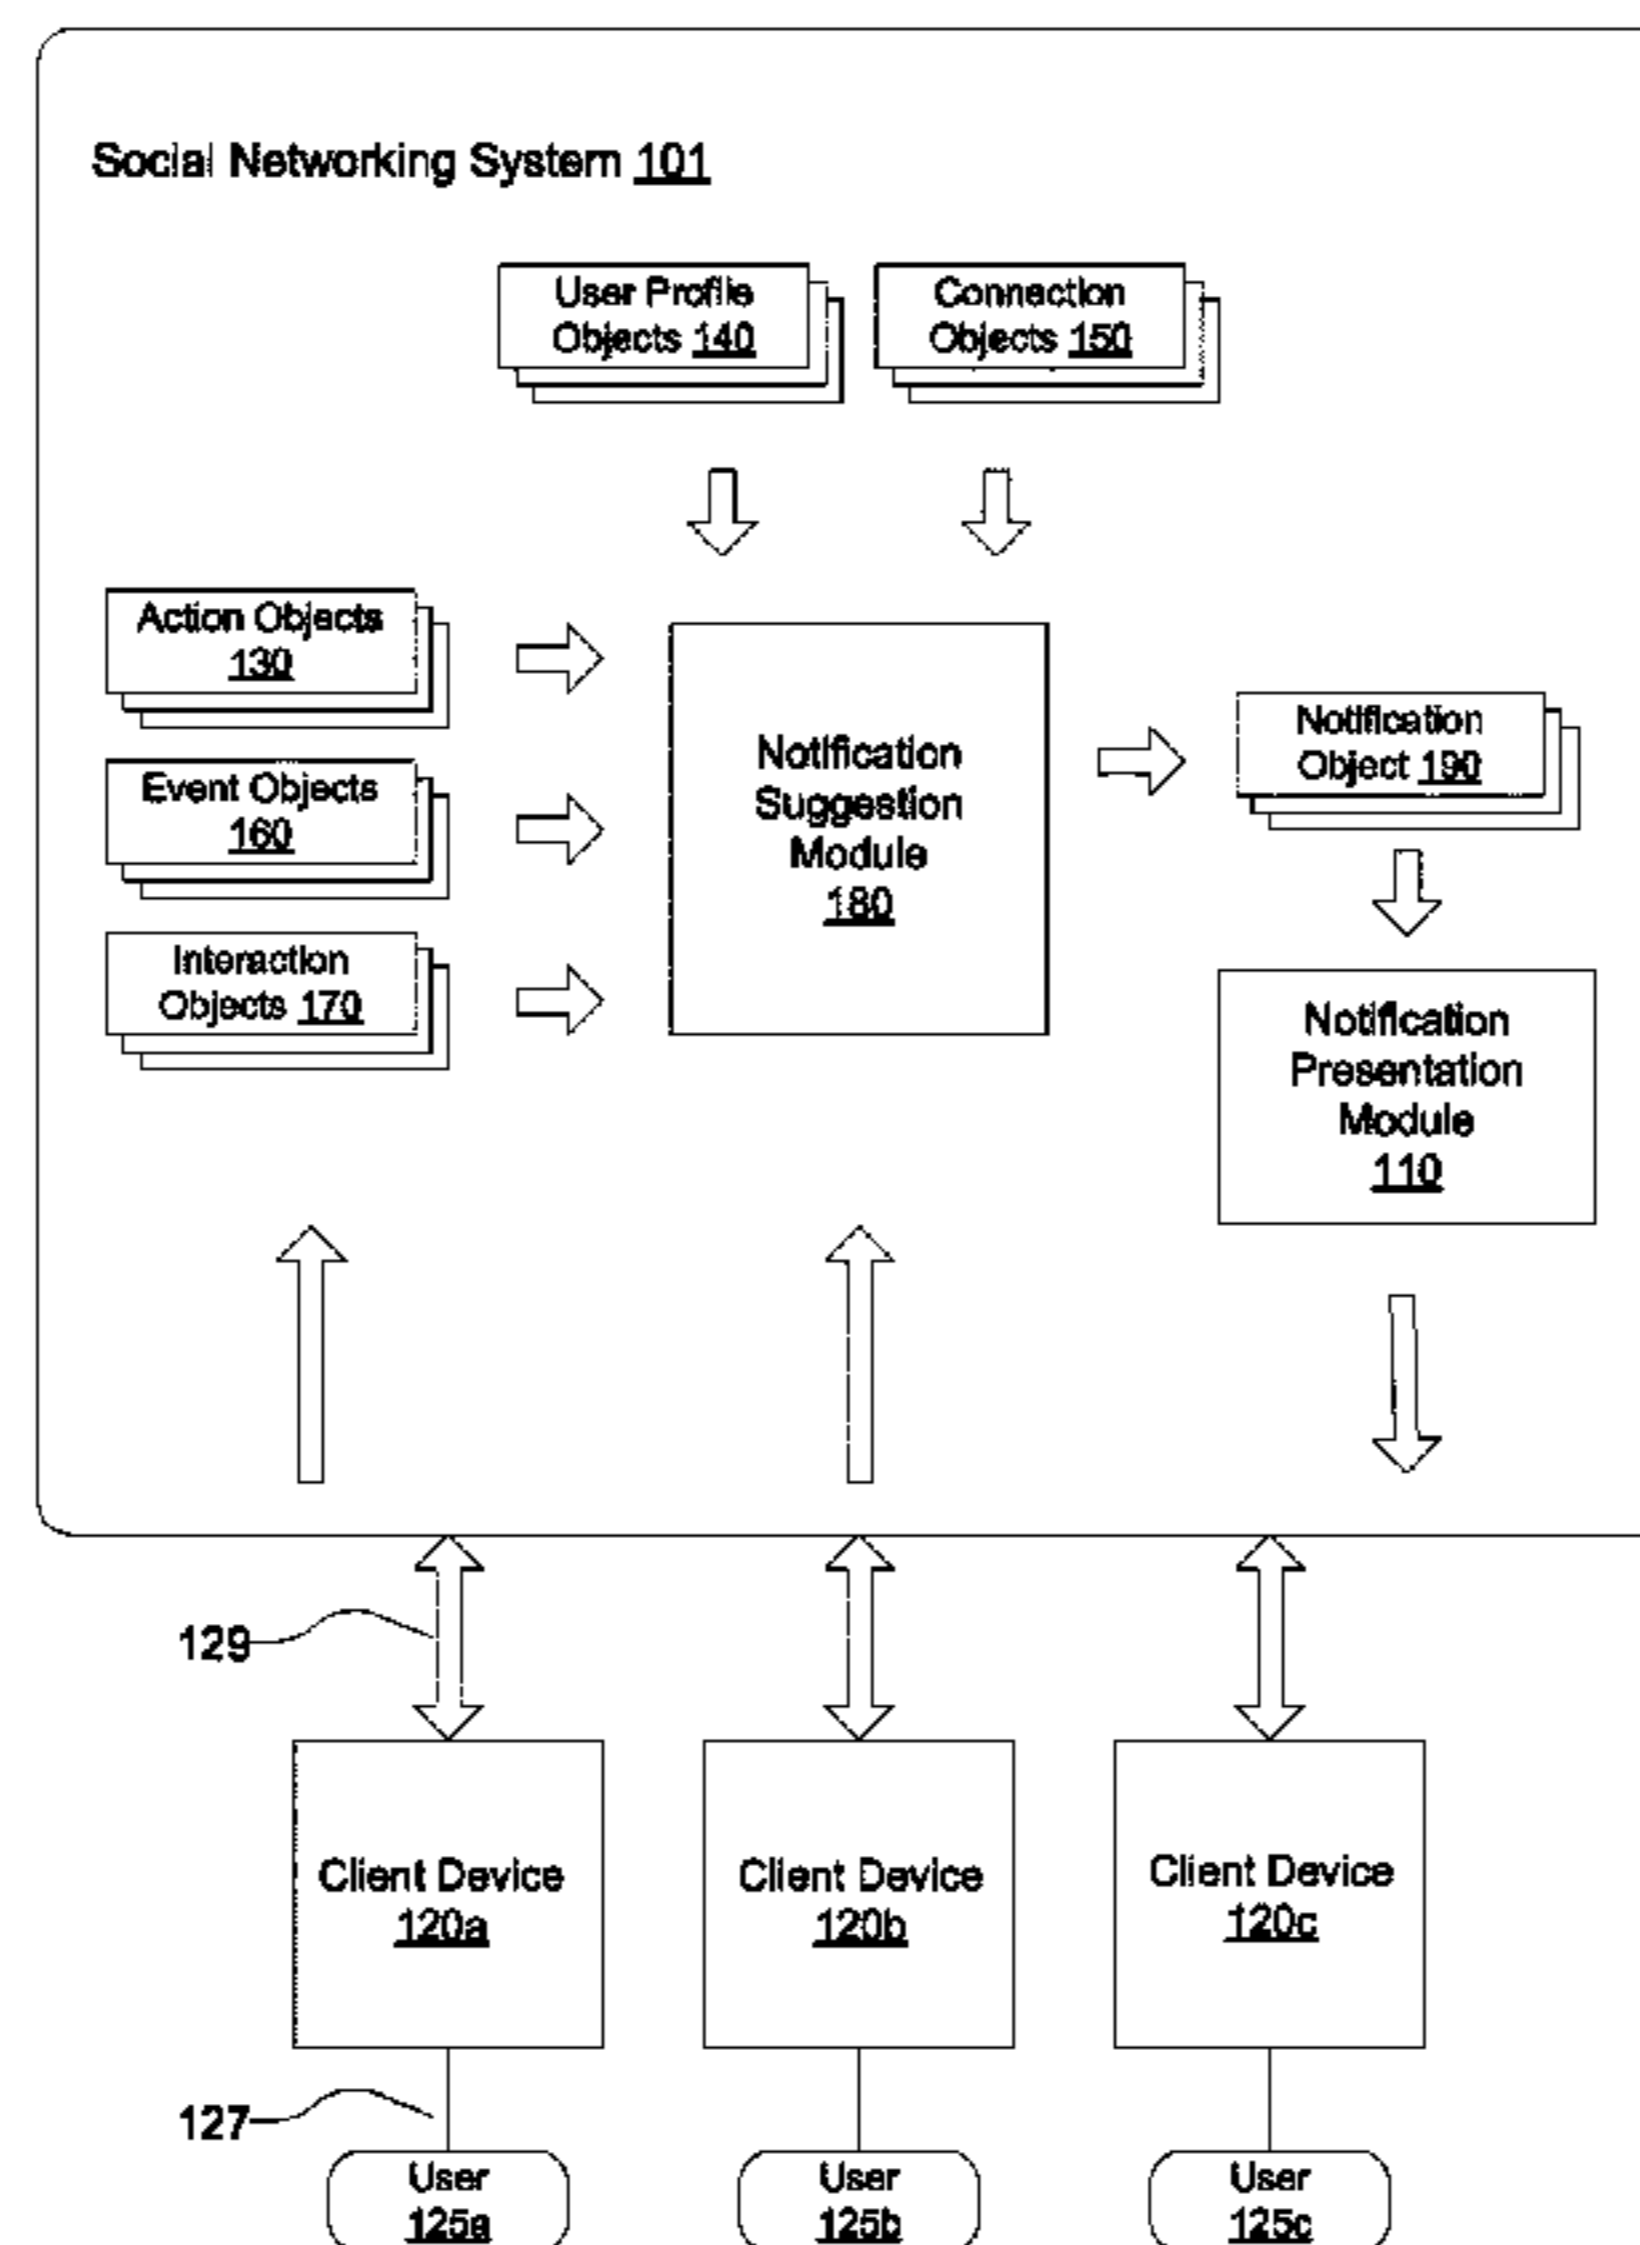 Social Networking System 101
User Profile
Objects 140
Connection
Objects 150
Action Objects
130
Event Objects
160
Interaction
Objects 170
Notification
Suggestion
Module
180
Notification
Object 190
Notification
Presentation
Module
110
129
Client Device
120a
Client Device
120b
Client Device
120c
127
User
125a
User
125b
User
125c